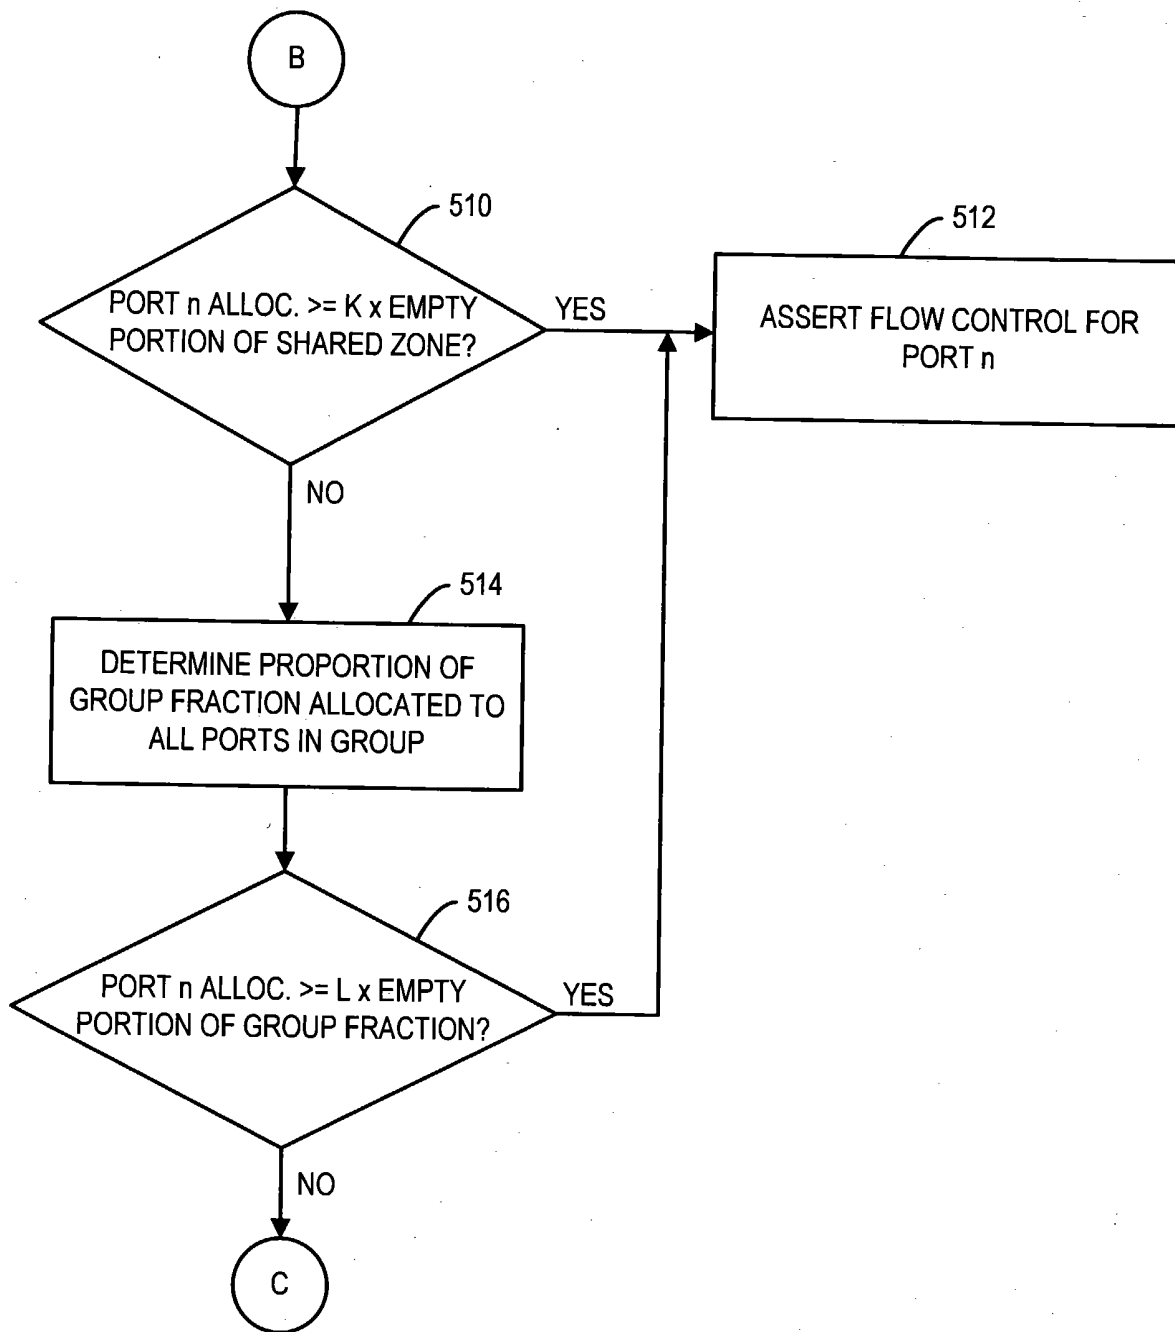 B
510
PORT n ALLOC. >= K x EMPTY
PORTION OF SHARED ZONE?
YES
512
ASSERT FLOW CONTROL FOR
PORT n
NO
514
DETERMINE PROPORTION OF
GROUP FRACTION ALLOCATED TO
ALL PORTS IN GROUP
516
PORT n ALLOC. >= L x EMPTY
PORTION OF GROUP FRACTION?
YES
NO
C